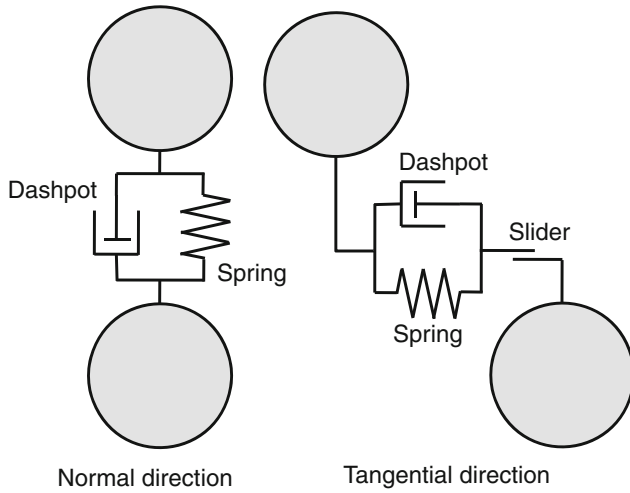 Dashpot
Spring
Normal direction
Dashpot
Slider
Spring
Tangential direction